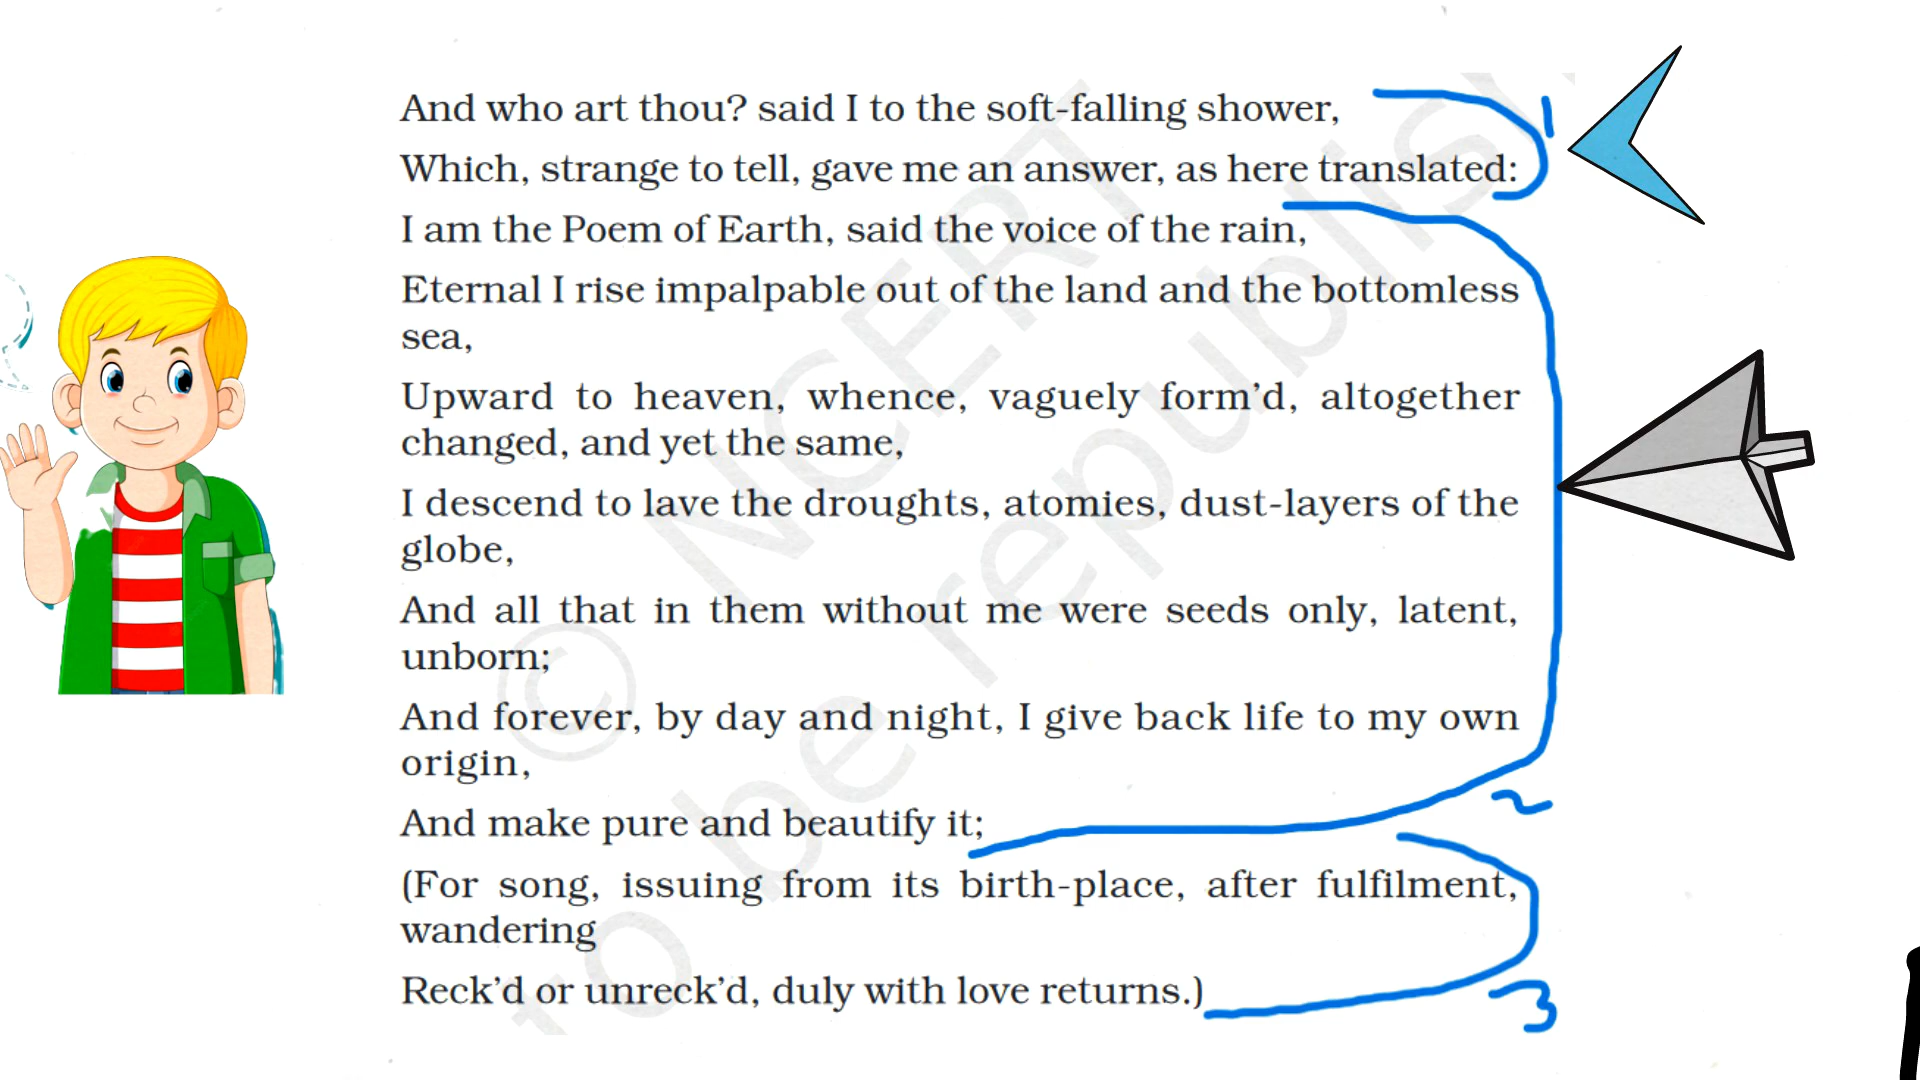 And who art thou? said I to the soft-falling shower,
Which, strange to tell, gave me an answer, as here translated:
I am the Poem of Earth, said the voice of the rain,
Eternal I rise impalpable out of the land and the bottomless
sea,
Upward to heaven, whence, vaguely form’d, altogether
changed, and yet the same,
I descend to lave the droughts, atomies, dust-layers of the
globe,
And all that in them without me were seeds only, latent,
unborn;
And forever, by day and night, I give back life to my own
origin,
And make pure and beautify it;
(For song, issuing from its birth-place, after fulfilment,
wandering
Reck’d or unreck’d, duly with love returns.)
1
2
3
© NCERT
to be republish